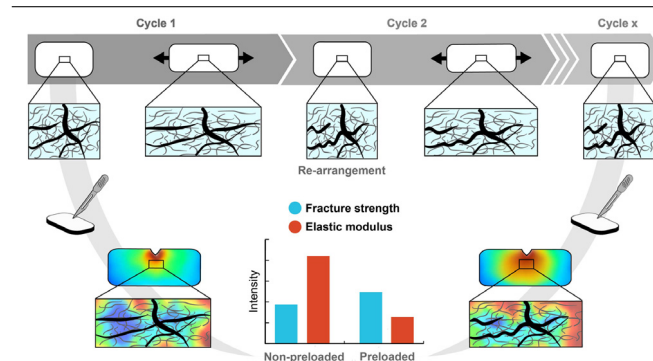 Cycle 1
Cycle 2
Cycle x
Re-arrangement
Fracture strength
Elastic modulus
Intensity
Non-preloaded
Preloaded